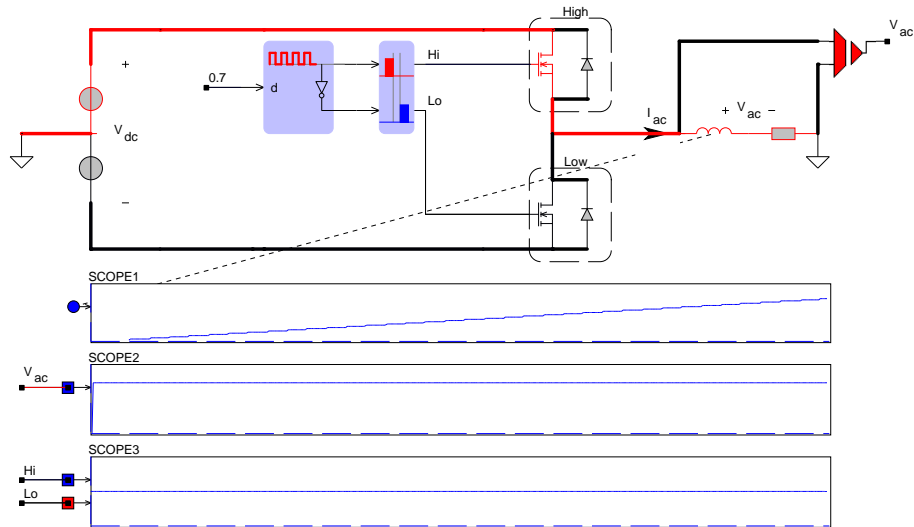 High
V ac
Hi
0.7
d
Lo
I ac
+ V ac −
+
V dc
−
Low
−
SCOPE1
SCOPE2
V ac
SCOPE3
Hi
Lo